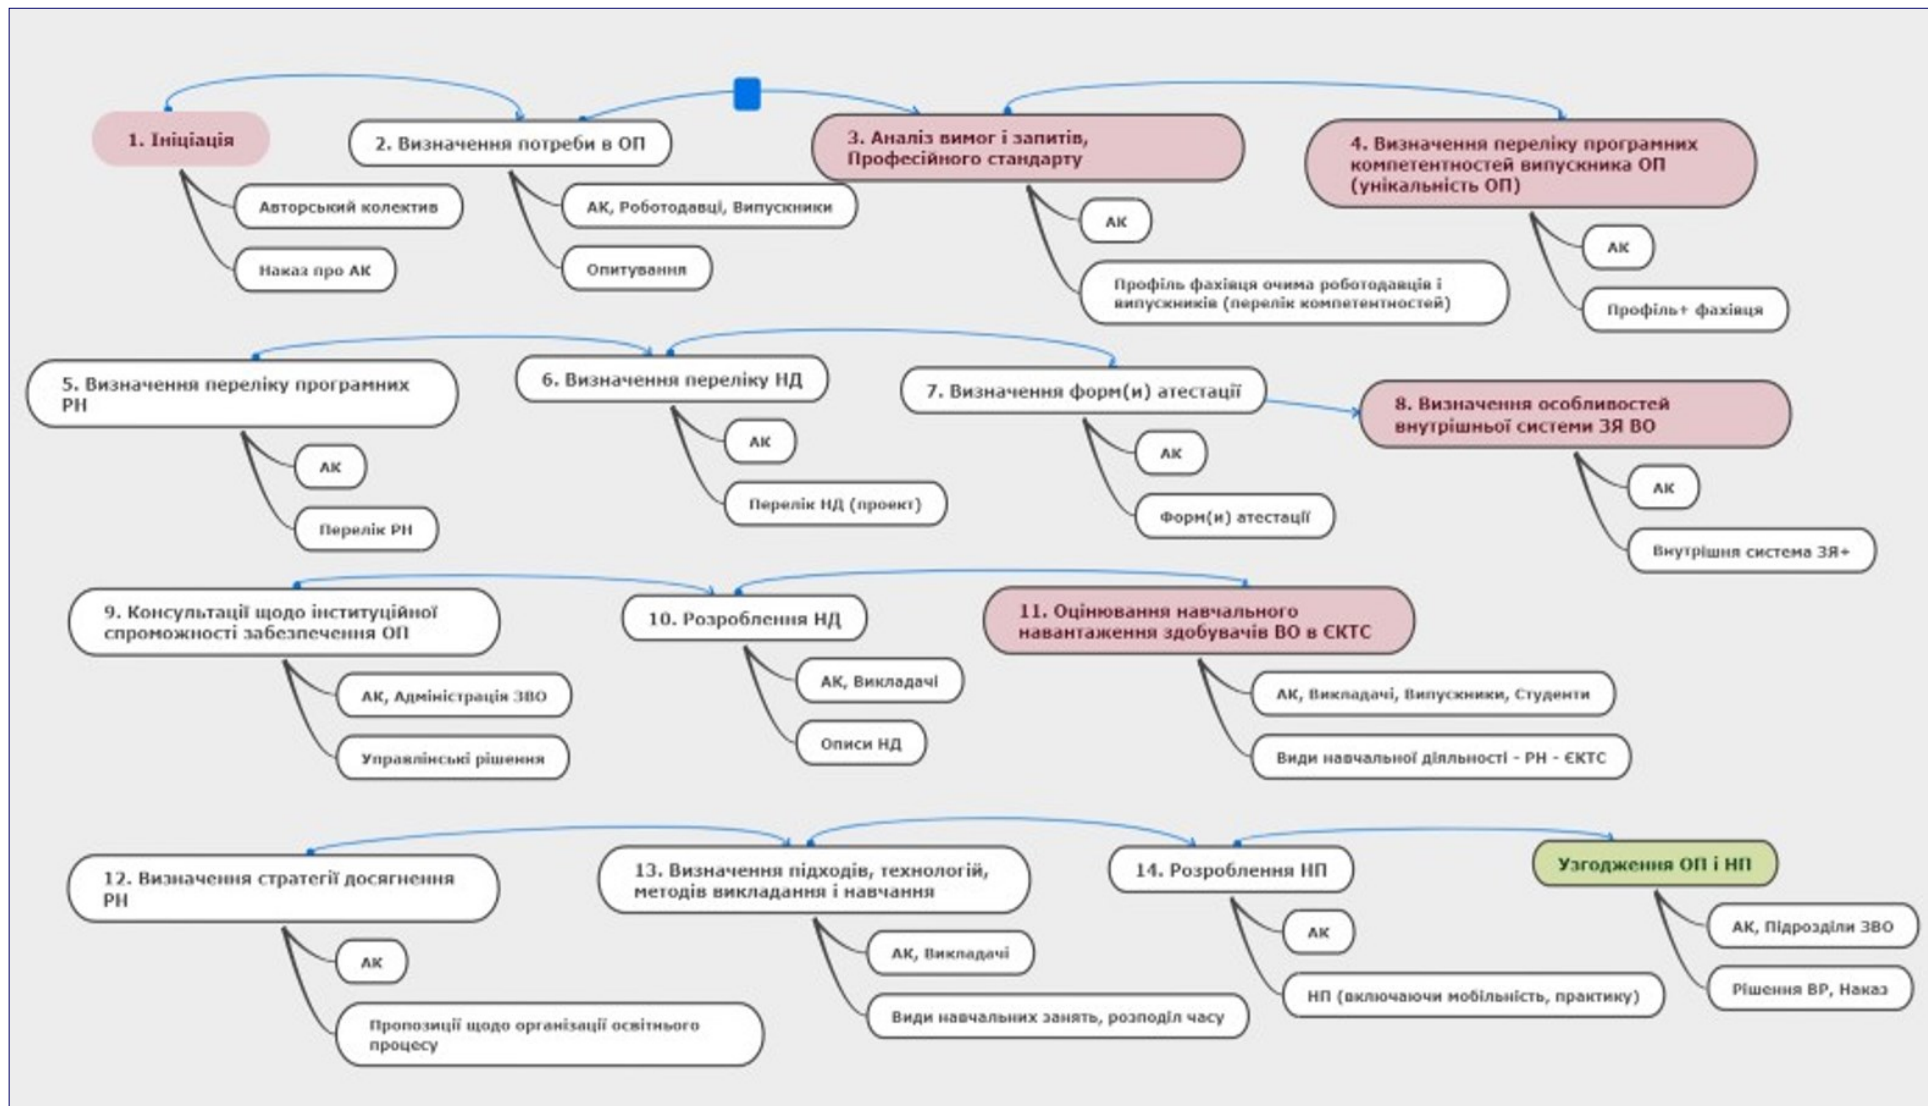 1. Ініціація
Авторський колектив
Наказ про АК
2. Визначення потреби в ОП
АК, Роботодавці, Випускники
Опитування
3. Аналіз вимог і запитів,
Професійного стандарту
АК
Профіль фахівця очима роботодавців і
випускників (перелік компетентностей)
4. Визначення переліку програмних
компетентностей випускника ОП
(унікальність ОП)
АК
Профіль+ фахівця
5. Визначення переліку програмних
РН
АК
Перелік РН
6. Визначення переліку НД
АК
Перелік НД (проект)
7. Визначення форм(и) атестації
АК
Форм(и) атестації
8. Визначення особливостей
внутрішньої системи ЗЯ ВО
АК
Внутрішня система ЗЯ+
9. Консультації щодо інституційної
спроможності забезпечення ОП
АК, Адміністрація ЗВО
Управлінські рішення
10. Розроблення НД
АК, Викладачі
Описи НД
11. Оцінювання навчального
навантаження здобувачів ВО в ЄКТС
АК, Викладачі, Випускники, Студенти
Види навчальної діяльності - РН - ЄКТС
12. Визначення стратегії досягнення
РН
АК
Пропозиції щодо організації освітнього
процесу
13. Визначення підходів, технологій,
методів викладання і навчання
АК, Викладачі
Види навчальних занять, розподіл часу
14. Розроблення НП
АК
НП (включаючи мобільність, практику)
Узгодження ОП і НП
АК, Підрозділи ЗВО
Рішення ВР, Наказ